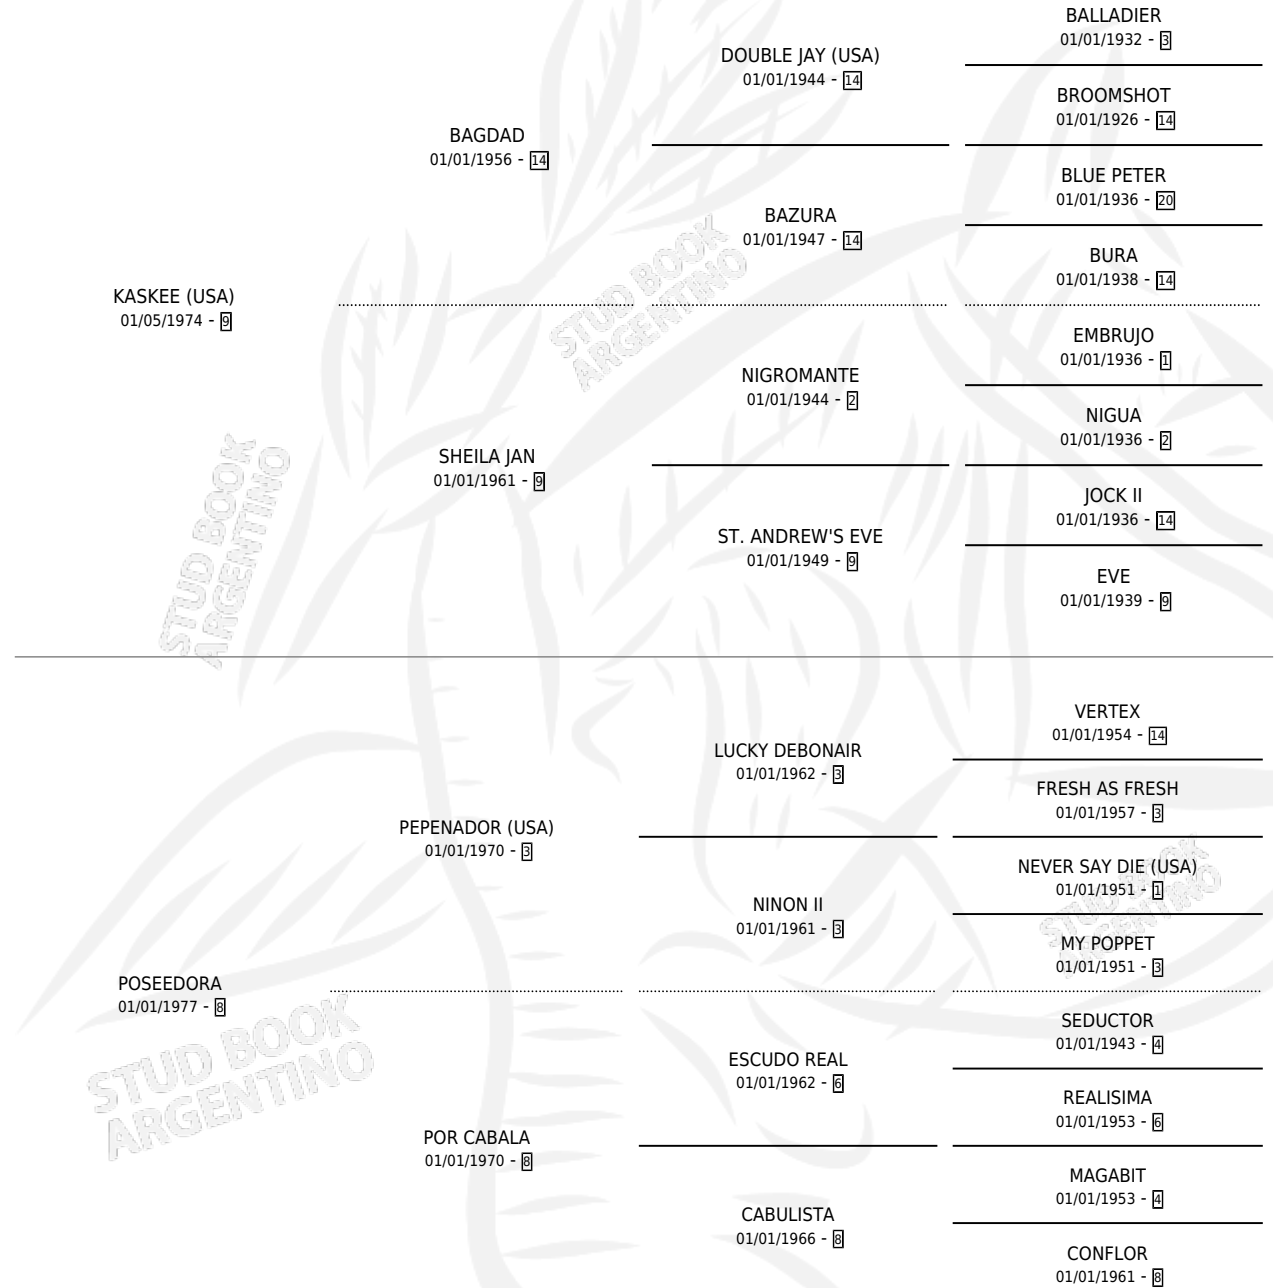 BALLADIER
01/01/1932 - 3
DOUBLE JAY (USA)
01/01/1944 - 14
BROOMSHOT
01/01/1926 - 14
BAGDAD
01/01/1956 - 14
BLUE PETER
01/01/1936 - 20
BAZURA
01/01/1947 - 14
BURA
01/01/1938 - 14
KASKEE (USA)
01/05/1974 - 9
EMBRUJO
01/01/1936 - 1
NIGROMANTE
01/01/1944 - 2
NIGUA
01/01/1936 - 2
SHEILA JAN
01/01/1961 - 9
JOCK II
01/01/1936 - 14
ST. ANDREW'S EVE
01/01/1949 - 9
EVE
01/01/1939 - 9
STUD BOOK
ARGENTINO
STUD BOOK
ARGENTINO
VERTEX
01/01/1954 - 14
LUCKY DEBONAIR
01/01/1962 - 3
FRESH AS FRESH
01/01/1957 - 3
PEPENADOR (USA)
01/01/1970 - 3
NEVER SAY DIE (USA)
01/01/1951 - 1
NINON II
01/01/1961 - 3
MY POPPET
01/01/1951 - 3
STUD BOOK
ARGENTINO
POSEEDORA
01/01/1977 - 8
SEDUCTOR
01/01/1943 - 4
ESCUDO REAL
01/01/1962 - 6
REALISIMA
01/01/1953 - 6
STUD BOOK
ARGENTINO
POR CABALA
01/01/1970 - 8
MAGABIT
01/01/1953 - 4
CABULISTA
01/01/1966 - 8
CONFLOR
01/01/1961 - 8